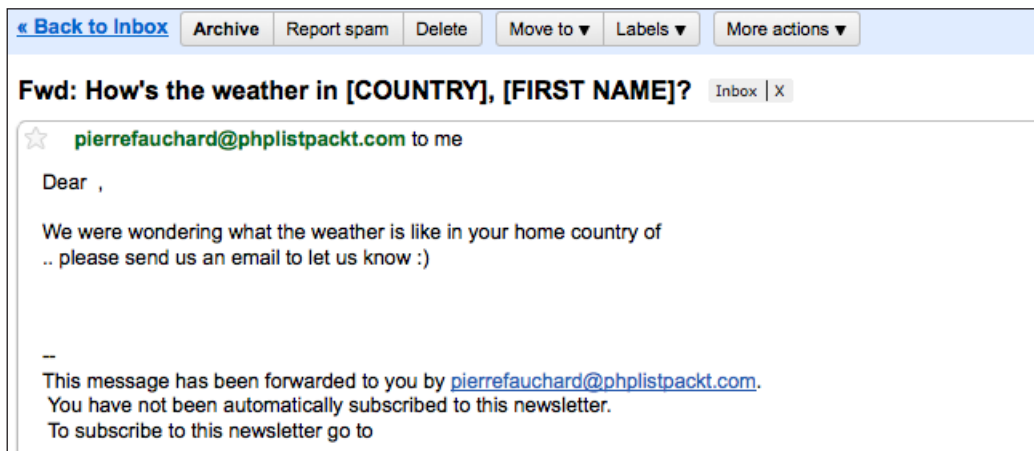 « Back to Inbox Archive Report spam Delete Move to ▼ Labels ▼ More actions ▼
Fwd: How's the weather in [COUNTRY], [FIRST NAME]? Inbox | X
pierrefauchard@phplistpackt.com to me
Dear ,
We were wondering what the weather is like in your home country of
.. please send us an email to let us know :)
--
This message has been forwarded to you by pierrefauchard@phplistpackt.com.
You have not been automatically subscribed to this newsletter.
To subscribe to this newsletter go to